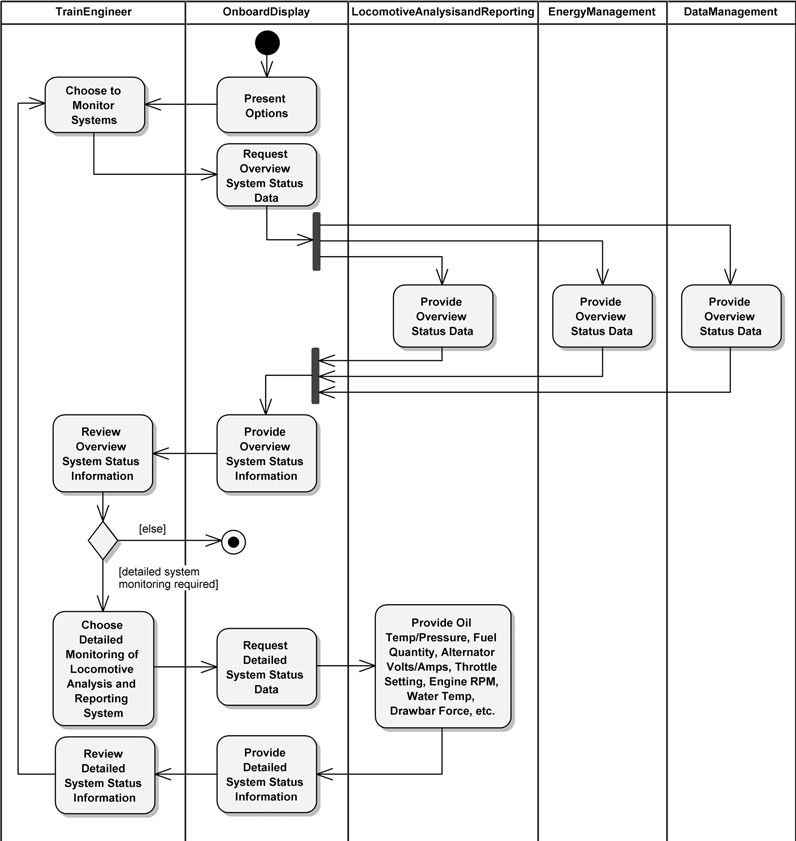 TrainEngineer
OnboardDisplay
LocomotiveAnalysisandReporting
EnergyManagement
DataManagement
Choose to
Monitor
Systems
Present
Options
Request
Overview
System Status
Data
Provide
Overview
Status Data
Provide
Overview
Status Data
Provide
Overview
Status Data
Review
Overview
System Status
Information
Provide
Overview
System Status
Information
[else]
[detailed system
monitoring required]
Choose
Detailed
Monitoring of
Locomotive
Analysis and
Reporting
System
Request
Detailed
System Status
Data
Provide Oil
Temp/Pressure, Fuel
Quantity, Alternator
Volts/Amps, Throttle
Setting, Engine RPM,
Water Temp,
Drawbar Force, etc.
Review
Detailed
System Status
Information
Provide
Detailed
System Status
Information